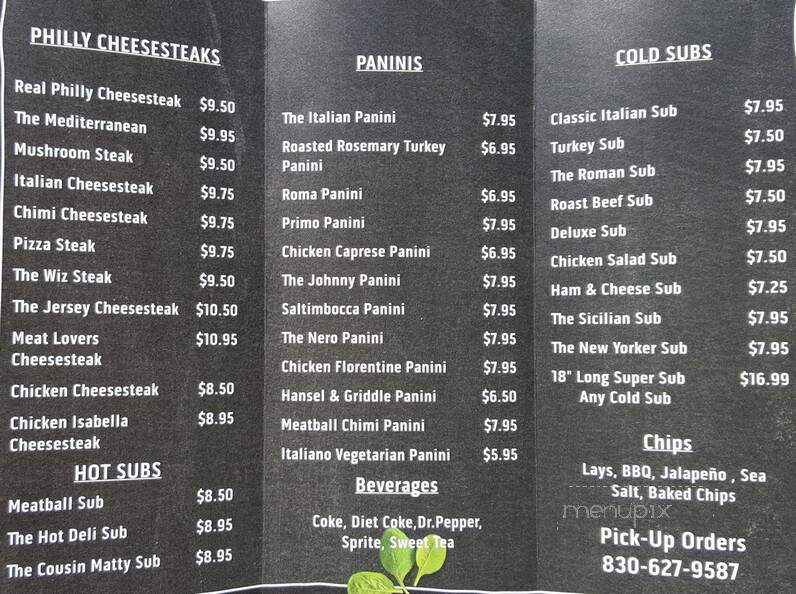 PHILLY CHEESESTEAKS
Real Philly Cheesesteak $9.50
The Mediterranean $9.95
Mushroom Steak $9.50
Italian Cheesesteak $9.75
Chimi Cheesesteak $9.75
Pizza Steak $9.75
The Wiz Steak $9.50
The Jersey Cheesesteak $10.50
Meat Lovers $10.95
Cheesesteak
Chicken Cheesesteak $8.50
Chicken Isabella $8.95
Cheesesteak
HOT SUBS
Meatball Sub $8.50
The Hot Deli Sub $8.95
The Cousin Matty Sub $8.95
PANINIS
The Italian Panini $7.95
Roasted Rosemary Turkey $6.95
Panini
Roma Panini $6.95
Primo Panini $7.95
Chicken Caprese Panini $6.95
The Johnny Panini $7.95
Saltimbocca Panini $7.95
The Nero Panini $7.95
Chicken Florentine Panini $7.95
Hansel & Griddle Panini $6.50
Meatball Chimi Panini $7.95
Italiano Vegetarian Panini $5.95
Beverages
Coke, Diet Coke,Dr.Pepper,
Sprite, Sweet Tea
COLD SUBS
Classic Italian Sub $7.95
Turkey Sub $7.50
The Roman Sub $7.95
Roast Beef Sub $7.50
Deluxe Sub $7.95
Chicken Salad Sub $7.50
Ham & Cheese Sub $7.25
The Sicilian Sub $7.95
The New Yorker Sub $7.95
18" Long Super Sub $16.99
Any Cold Sub
Chips
Lays, BBQ, Jalapeño , Sea
Salt, Baked Chips
menupix
Pick-Up Orders
830-627-9587